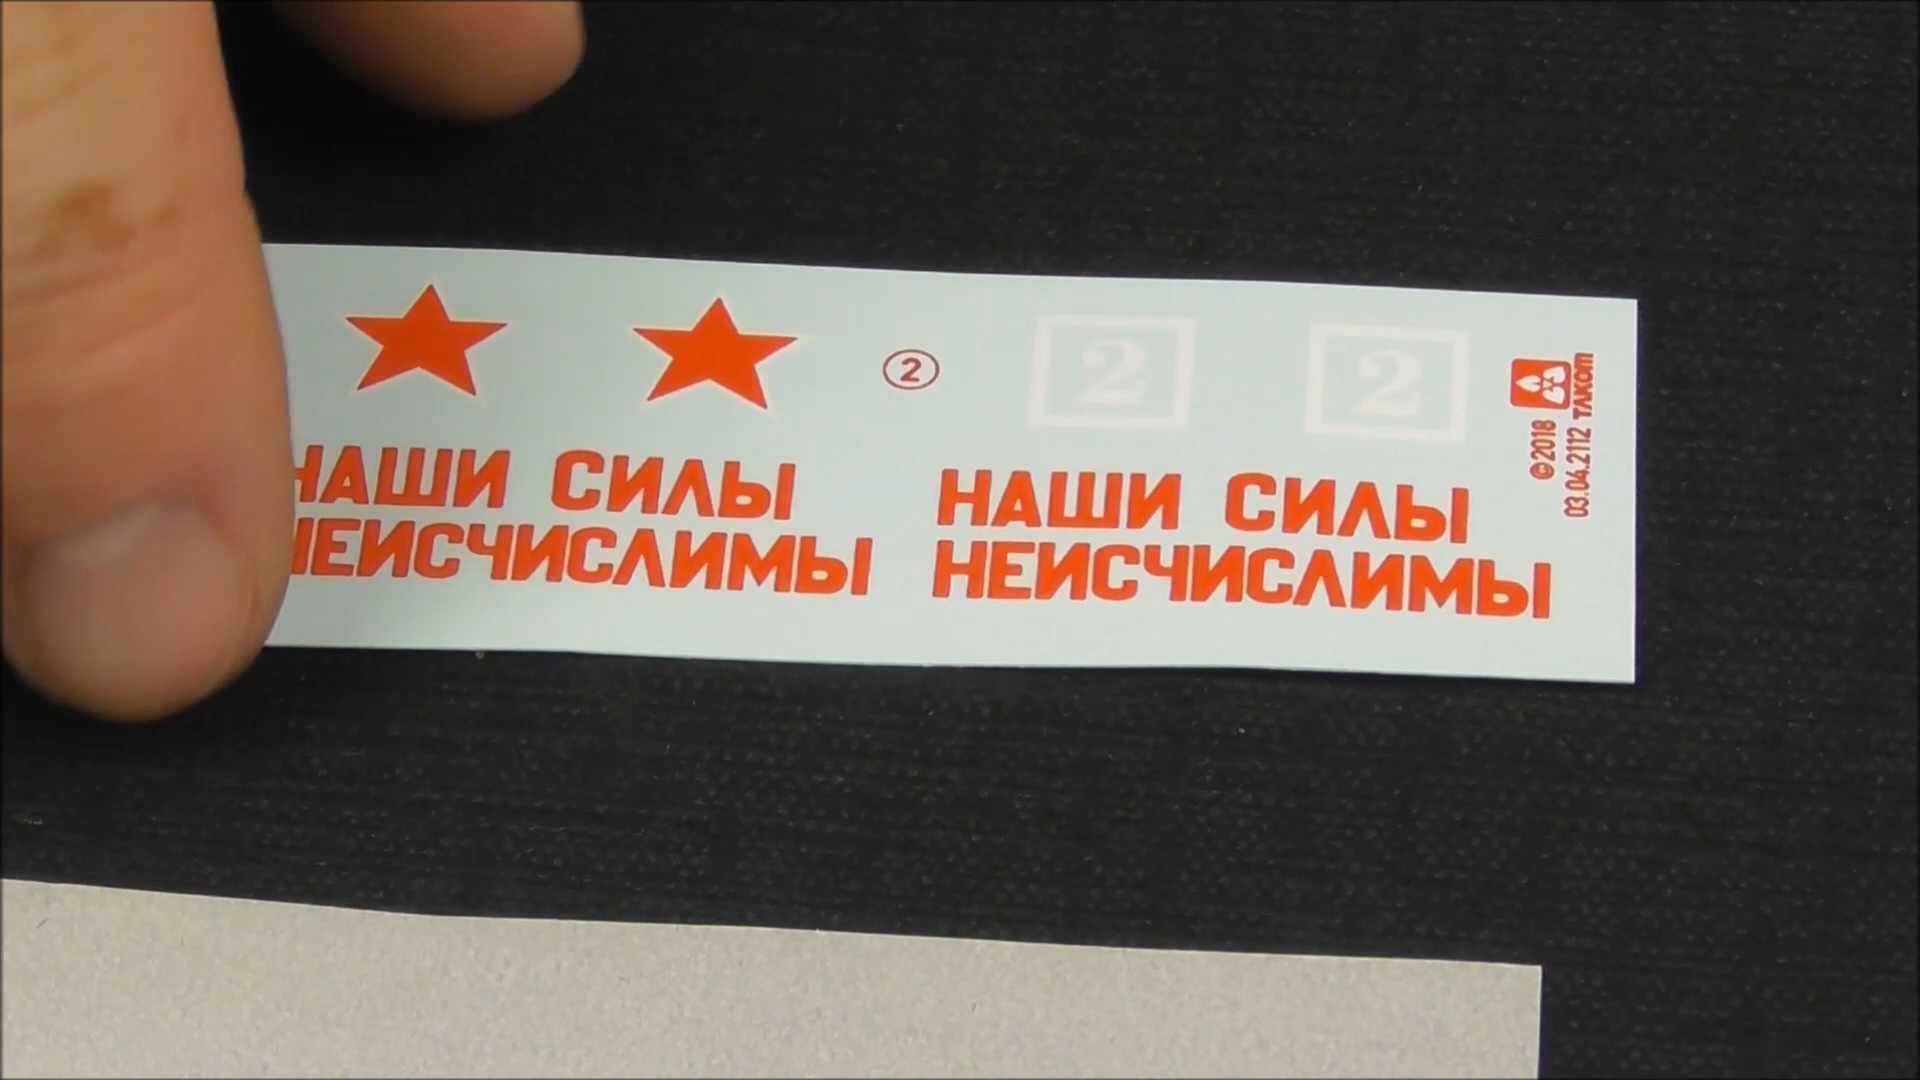 ②
2
2
НАШИ СИЛЫ
НЕИСЧИСЛИМЫ
НАШИ СИЛЫ
НЕИСЧИСЛИМЫ
©2018
03.04.2112 TAKOM